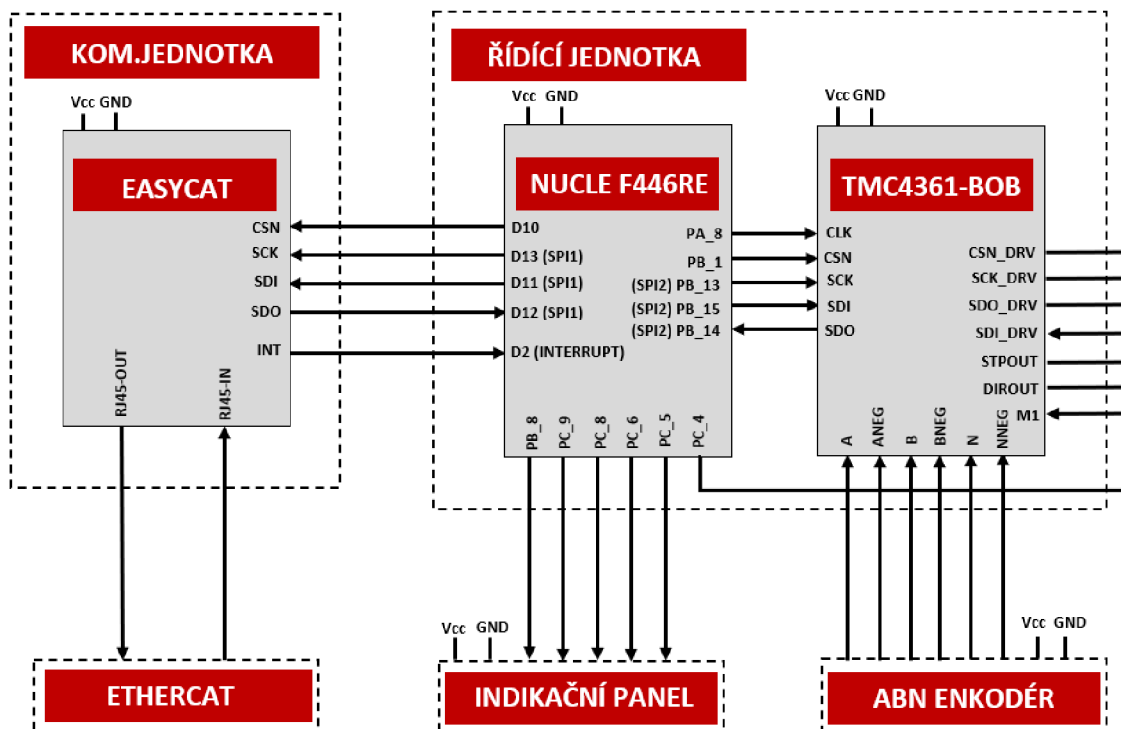 KOM.JEDNOTKA
Vcc GND
EASYCAT
CSN
SCK
SDI
SDO
INT
RJ45-OUT
RJ45-IN
ŘÍDÍCÍ JEDNOTKA
Vcc GND
NUCLE F446RE
D10
D13 (SPI1)
D11 (SPI1)
D12 (SPI1)
D2 (INTERRUPT)
PA_8
PB_1
(SPI2) PB_13
(SPI2) PB_15
(SPI2) PB_14
PB_8
PC_9
PC_8
PC_6
PC_5
PC_4
Vcc GND
TMC4361-BOB
CLK
CSN
SCK
SDI
SDO
CSN_DRV
SCK_DRV
SDO_DRV
SDI_DRV
STPOUT
DIROUT
M1
A
ANEG
B
BNEG
N
NNEG
ETHERCAT
Vcc GND
INDIKAČNÍ PANEL
Vcc GND
ABN ENKODÉR